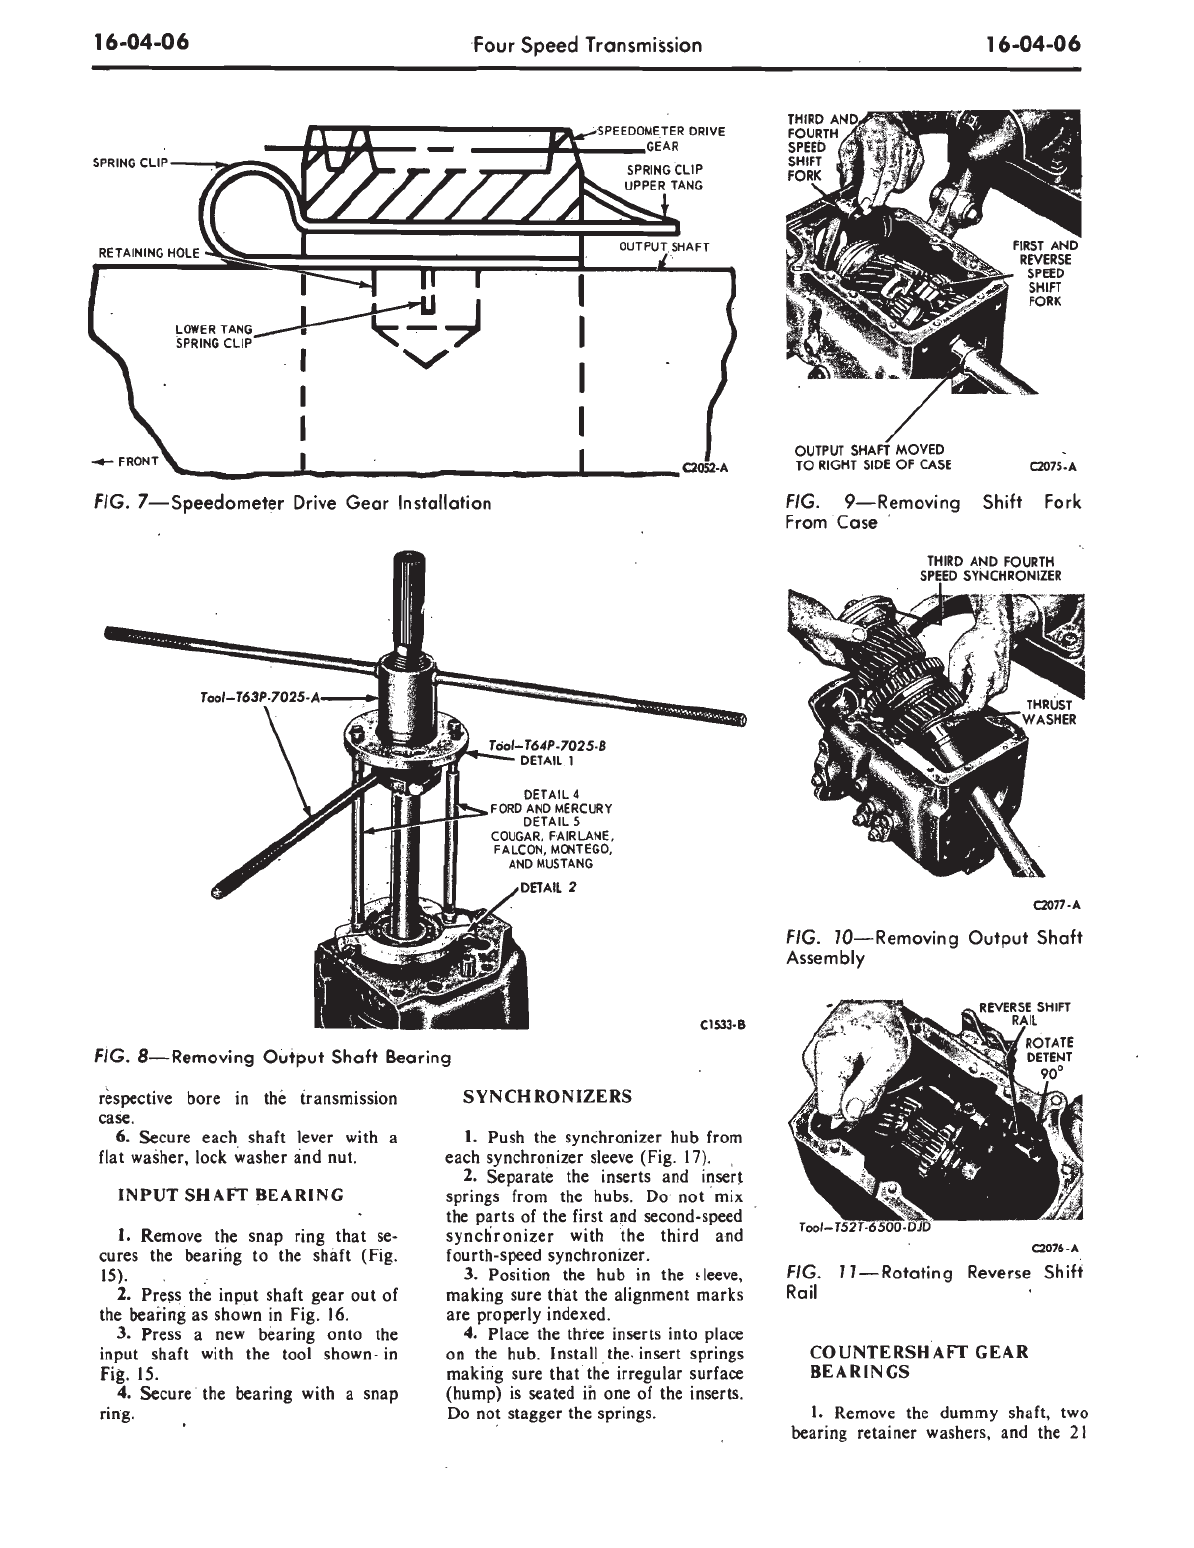 16-04-06 Four Speed Transmission 16-04-06
SPRING CLIP
SPEEDOMETER DRIVE
GEAR
SPRING CLIP
UPPER TANG
RETAINING HOLE
OUTPUT SHAFT
LOWER TANG
SPRING CLIP
FRONT
C2052-A
FIG. 7—Speedometer Drive Gear Installation
Tool-T63P-7025-A
Tool-T64P-7025-B
DETAIL 1
DETAIL 4
FORD AND MERCURY
DETAIL 5
COUGAR, FAIRLANE,
FALCON, MONTEGO,
AND MUSTANG
DETAIL 2
C1533-B
FIG. 8—Removing Output Shaft Bearing
respective bore in the transmission
case.
6. Secure each shaft lever with a
flat washer, lock washer and nut.
INPUT SHAFT BEARING
1. Remove the snap ring that se-
cures the bearing to the shaft (Fig.
15).
2. Press the input shaft gear out of
the bearing as shown in Fig. 16.
3. Press a new bearing onto the
input shaft with the tool shown in
Fig. 15.
4. Secure the bearing with a snap
ring.
SYNCHRONIZERS
1. Push the synchronizer hub from
each synchronizer sleeve (Fig. 17).
2. Separate the inserts and insert
springs from the hubs. Do not mix
the parts of the first and second-speed
synchronizer with the third and
fourth-speed synchronizer.
3. Position the hub in the sleeve,
making sure that the alignment marks
are properly indexed.
4. Place the three inserts into place
on the hub. Install the insert springs
making sure that the irregular surface
(hump) is seated in one of the inserts.
Do not stagger the springs.
THIRD AND
FOURTH
SPEED
SHIFT
FORK
FIRST AND
REVERSE
SPEED
SHIFT
FORK
OUTPUT SHAFT MOVED
TO RIGHT SIDE OF CASE
C2075-A
FIG. 9—Removing Shift Fork
From Case
THIRD AND FOURTH
SPEED SYNCHRONIZER
THRUST
WASHER
C2077-A
FIG. 10—Removing Output Shaft
Assembly
REVERSE SHIFT
RAIL
ROTATE
DETENT
90°
Tool-T52T-6500-DJD
C2076-A
FIG. 11—Rotating Reverse Shift
Rail
COUNTERSHAFT GEAR
BEARINGS
1. Remove the dummy shaft, two
bearing retainer washers, and the 21